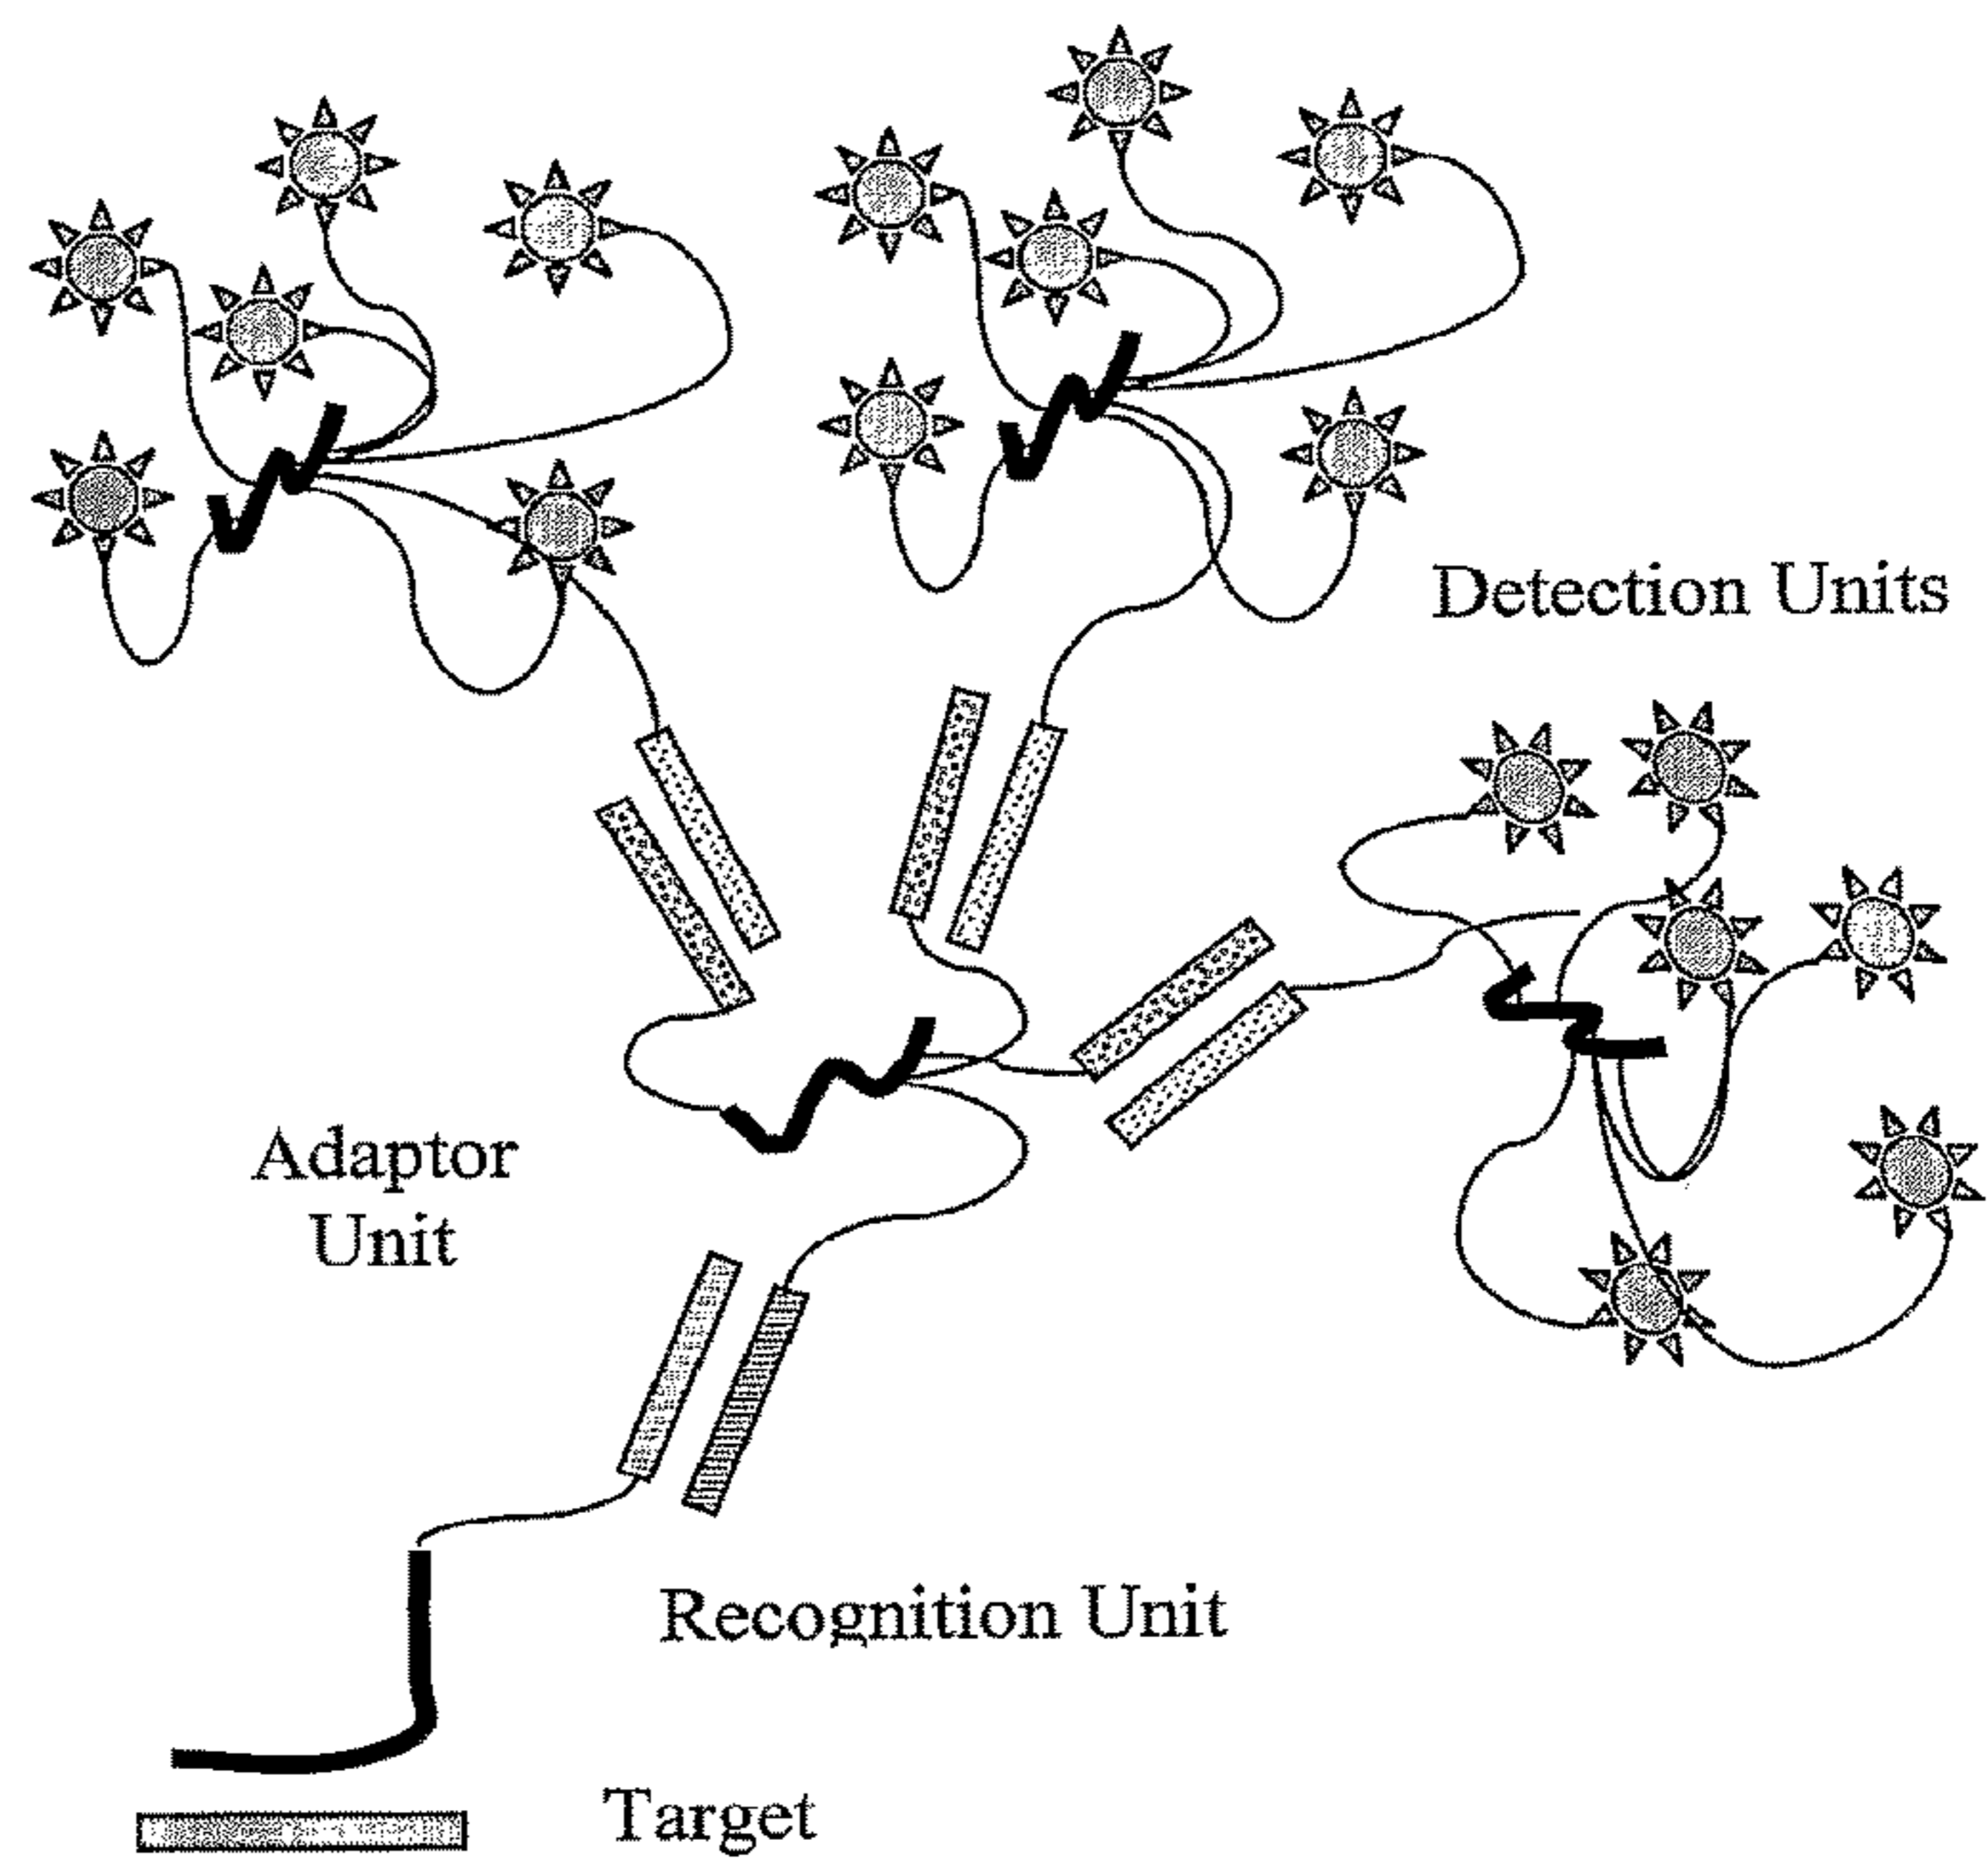 Detection Units
Adaptor
Unit
Recognition Unit
Target